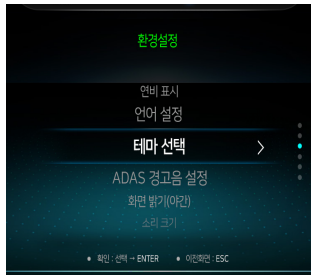 환경설정
연비 표시
언어 설정
테마 선택
ADAS 경고음 설정
화면 밝기(야간)
소리 크기
• 확인 : 선택 → ENTER • 이전화면 : ESC